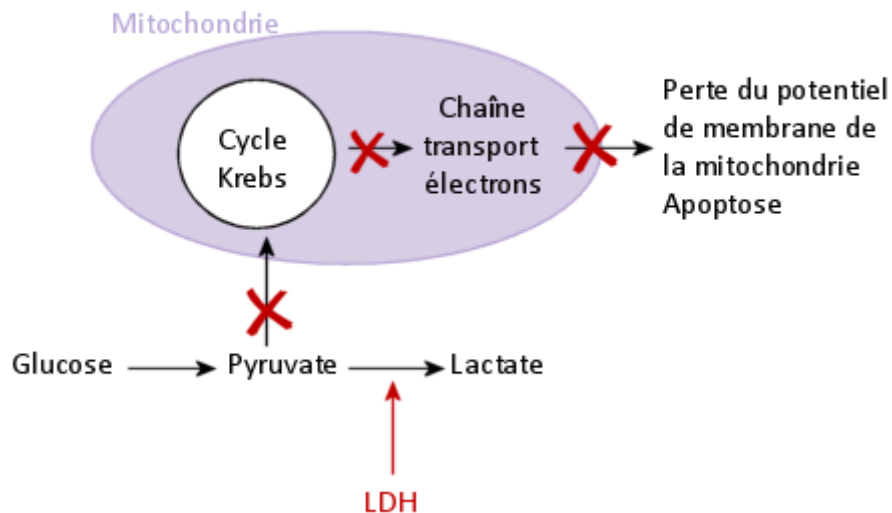 Mitochondrie
Cycle
Krebs
Chaîne
transport
électrons
Perte du potentiel
de membrane de
la mitochondrie
Apoptose
Glucose
Pyruvate
Lactate
LDH